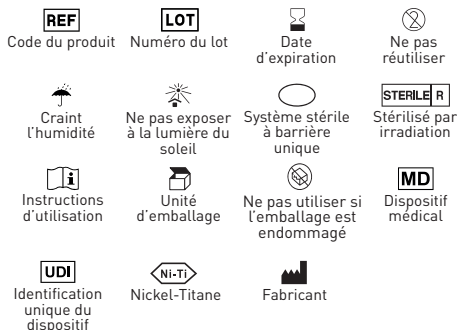 REF
LOT
Code du produit
Numéro du lot
Date
d'expiration
Ne pas
réutiliser
2
STERILE R
Craint
l'humidité
Ne pas exposer
à la lumière du
soleil
Système stérile
à barrière
unique
Stérilisé par
irradiation
i
MD
Instructions
d'utilisation
Unité
d'emballage
Ne pas utiliser si
l'emballage est
endommagé
Dispositif
médical
UDI
Ni-Ti
Identification
unique du
dispositif
Nickel-Titane
Fabricant